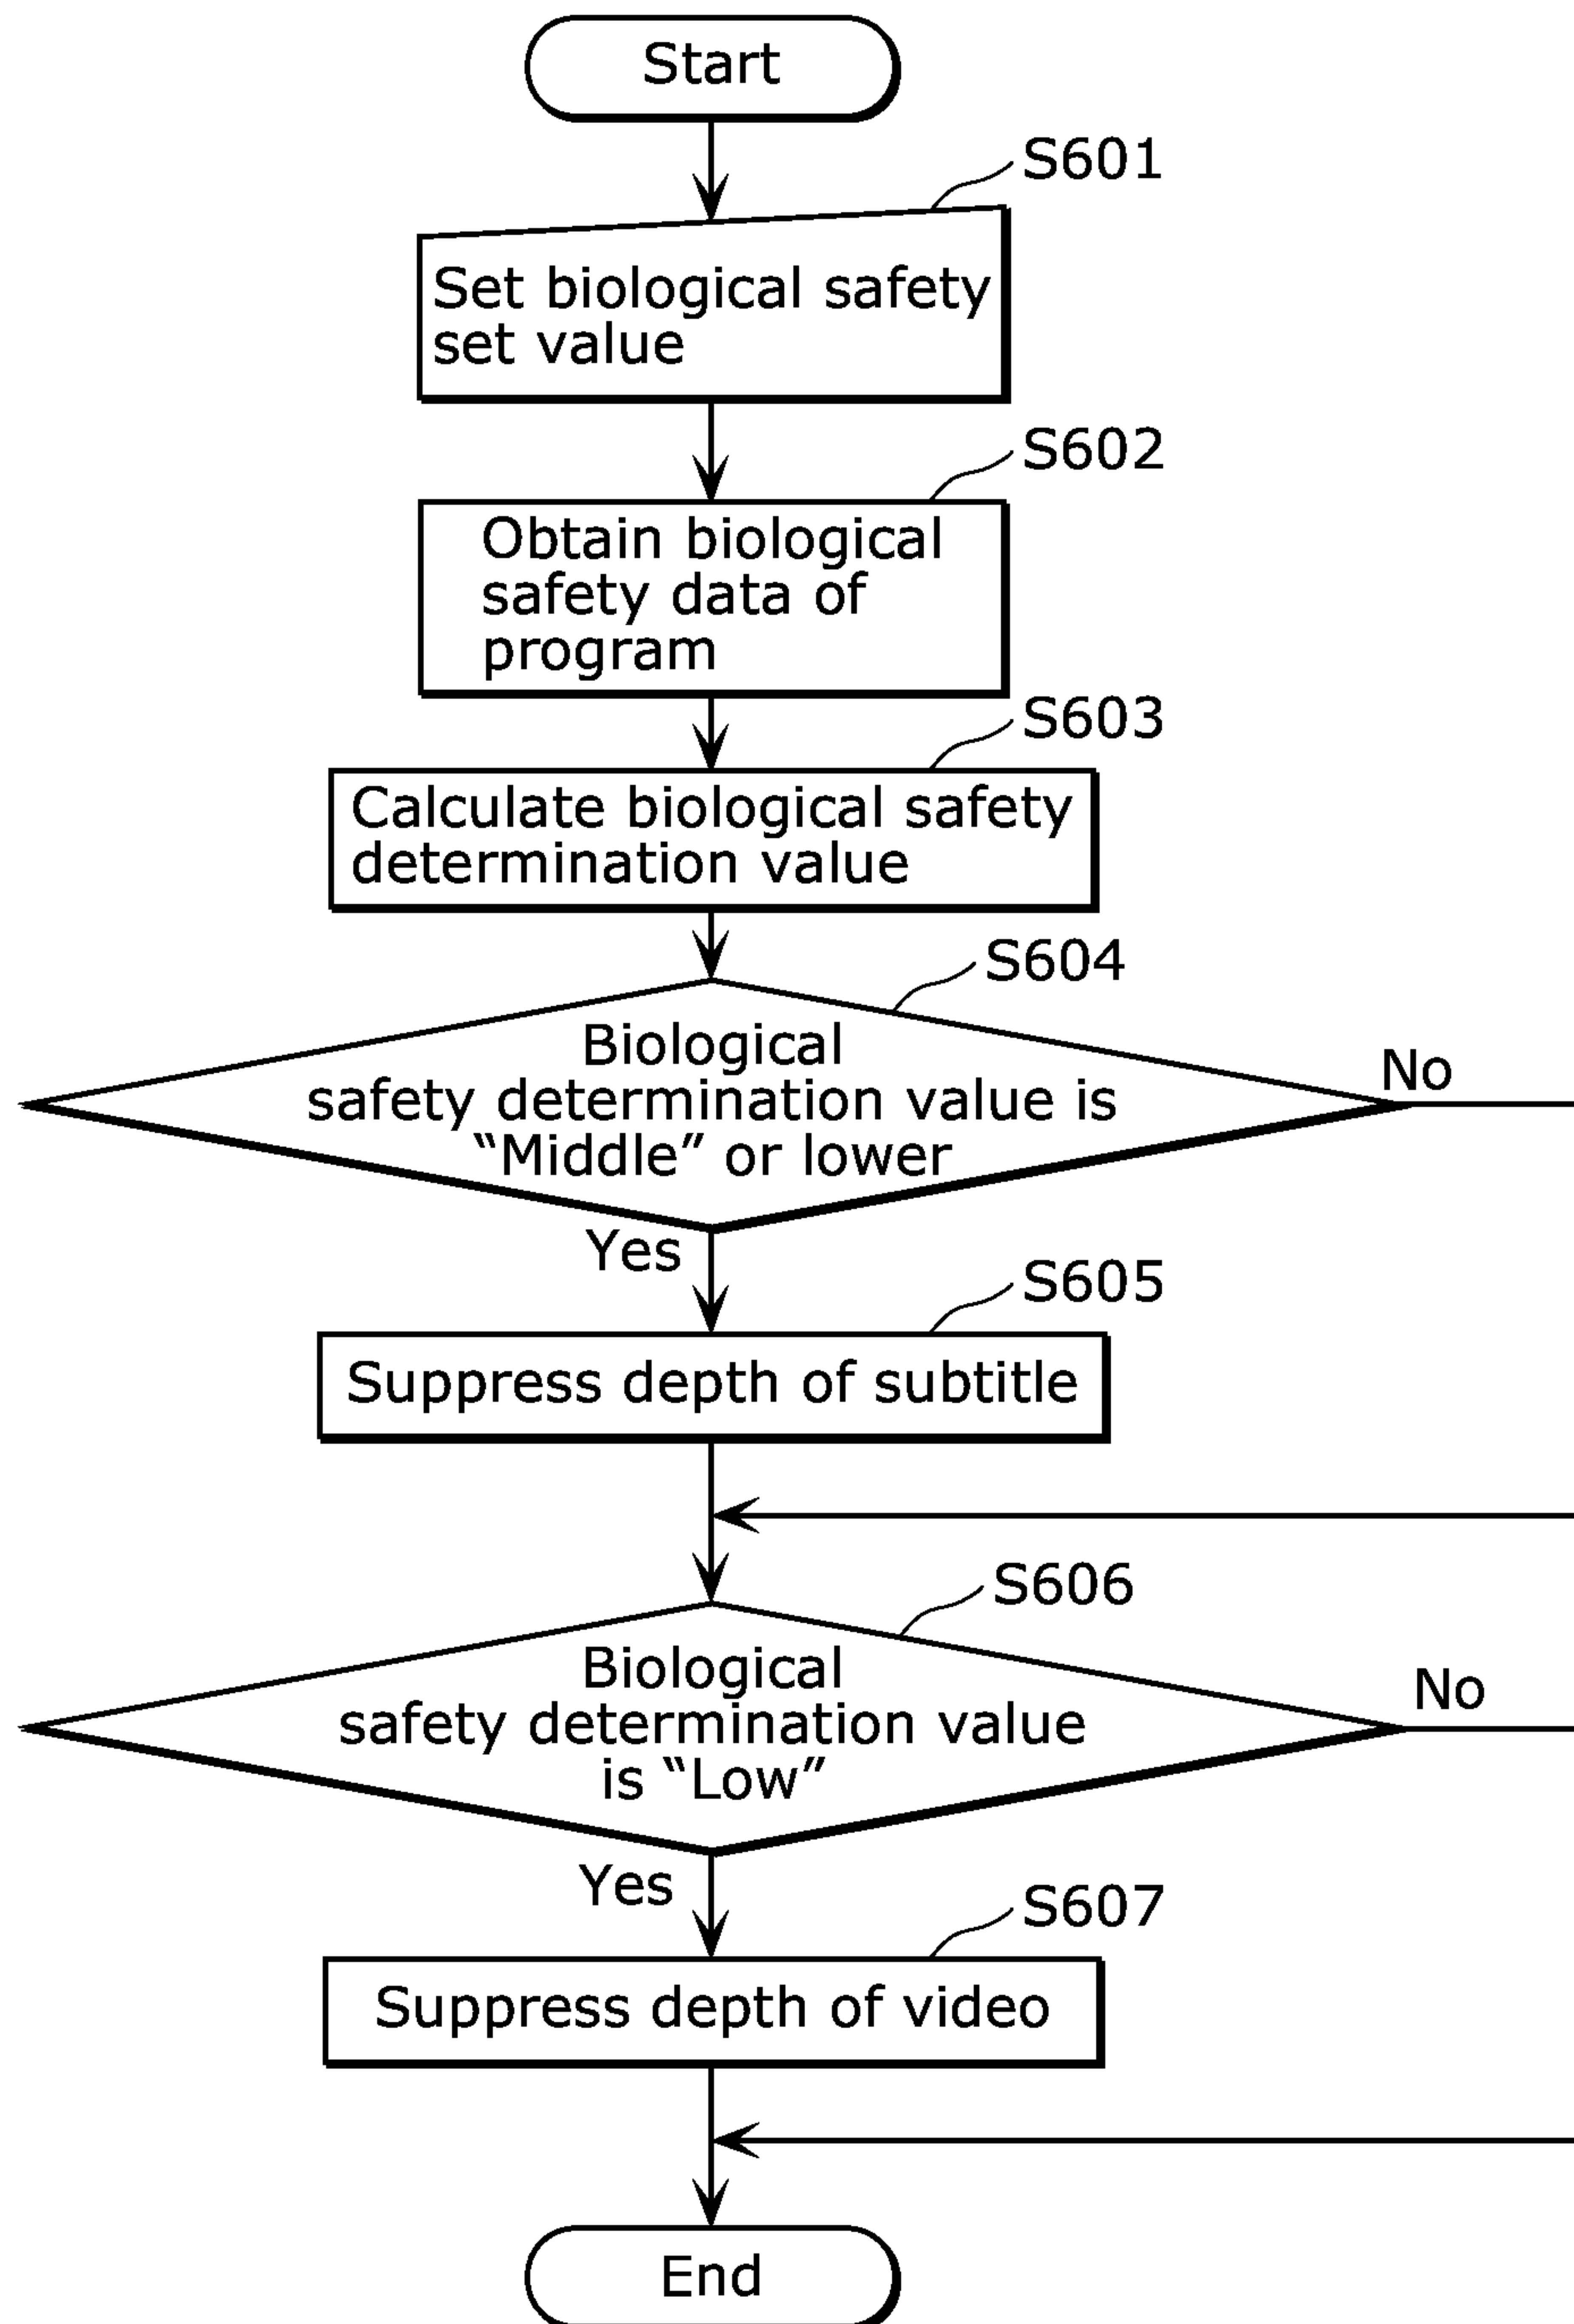 Start
S601
Set biological safety
set value
S602
Obtain biological
safety data of
program
S603
Calculate biological safety
determination value
S604
Biological
safety determination value is
“Middle” or lower
No
Yes
S605
Suppress depth of subtitle
S606
Biological
safety determination value
is “Low”
No
Yes
S607
Suppress depth of video
End